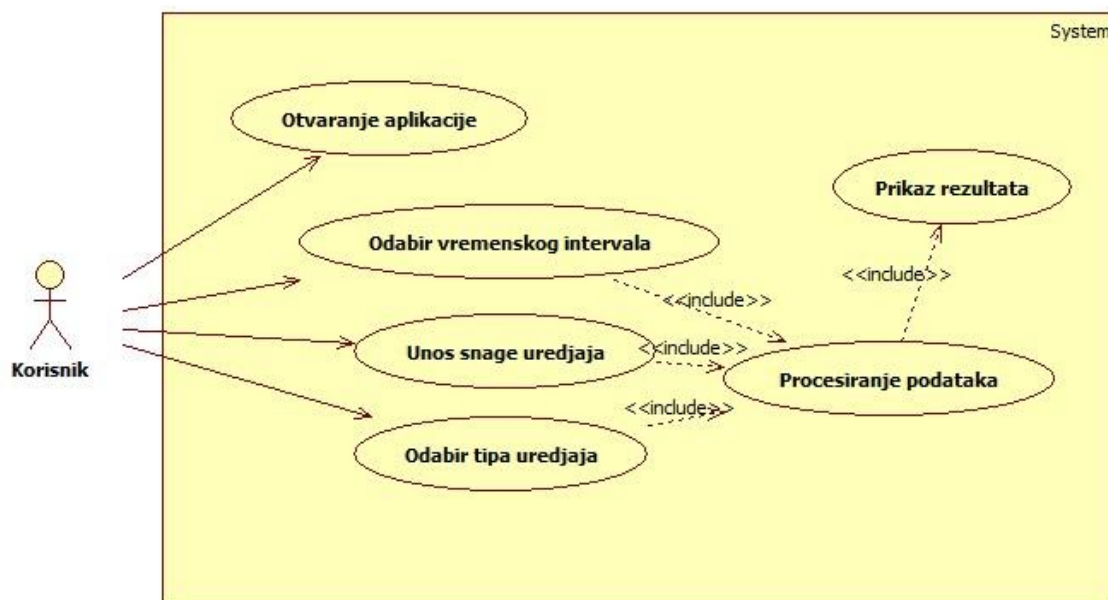 System
Otvaranje aplikacije
Prikaz rezultata
Odabir vremenskog intervala
<<include>>
<<include>>
Unos snage uredjaja
<<include>>
Korisnik
Procesiranje podataka
<<include>>
Odabir tipa uredjaja